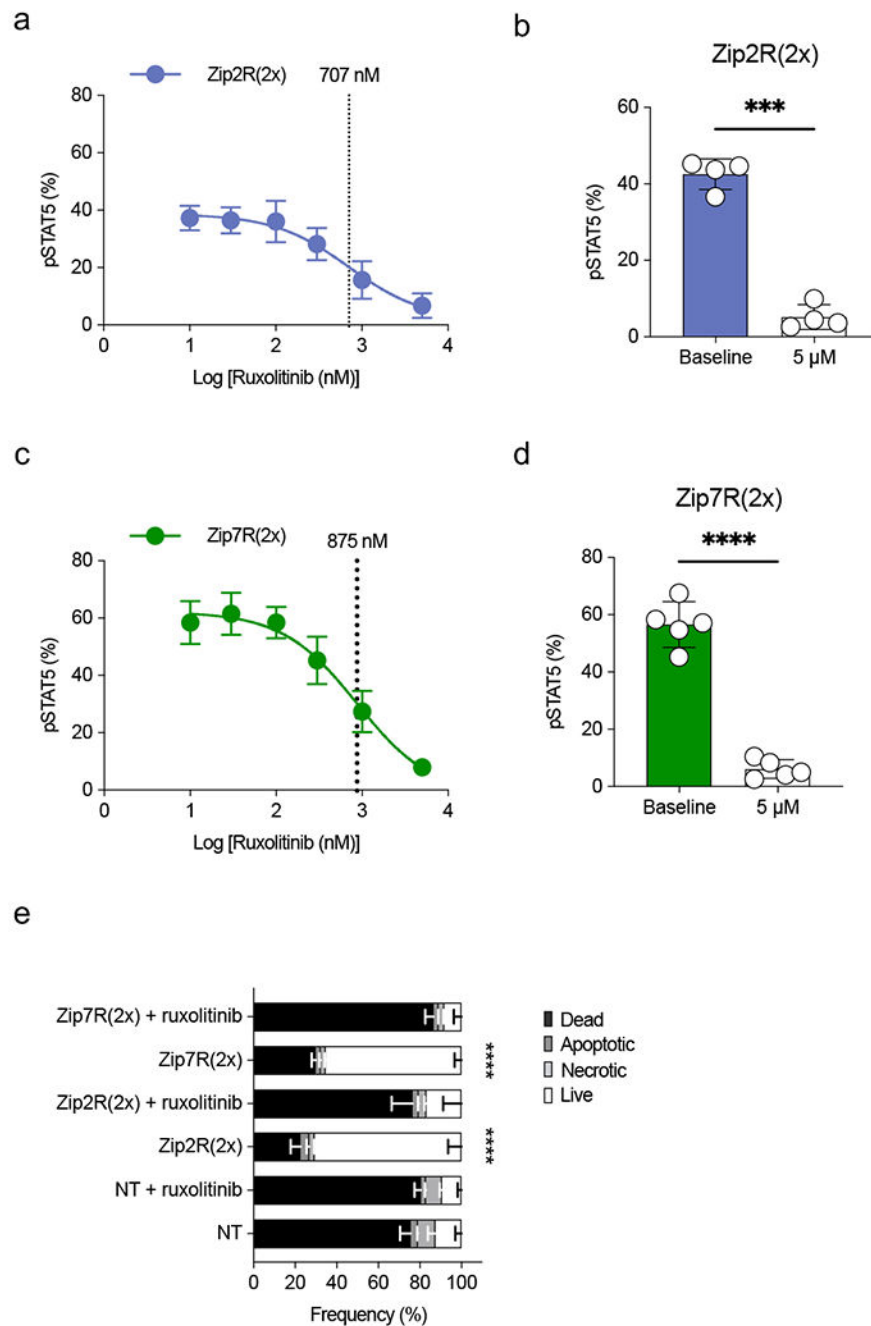 a
Zip2R(2x)
707 nM
80
60
40
20
0
pSTAT5 (%)
0
1
2
3
4
Log [Ruxolitinib (nM)]
b
Zip2R(2x)
***
60
40
20
0
pSTAT5 (%)
Baseline
5 µM
c
Zip7R(2x)
875 nM
80
60
40
20
0
pSTAT5 (%)
0
1
2
3
4
Log [Ruxolitinib (nM)]
d
Zip7R(2x)
****
80
60
40
20
0
pSTAT5 (%)
Baseline
5 µM
e
Zip7R(2x) + ruxolitinib
Zip7R(2x)
****
Zip2R(2x) + ruxolitinib
Zip2R(2x)
****
NT + ruxolitinib
NT
0
20
40
60
80
100
Frequency (%)
Dead
Apoptotic
Necrotic
Live